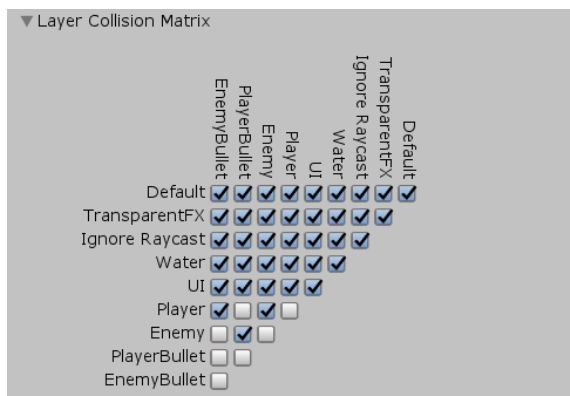 Layer Collision Matrix
EnemyBullet
PlayerBullet
Enemy
Player
UI
Water
Ignore Raycast
TransparentFX
Default
Default
TransparentFX
Ignore Raycast
Water
UI
Player
Enemy
PlayerBullet
EnemyBullet